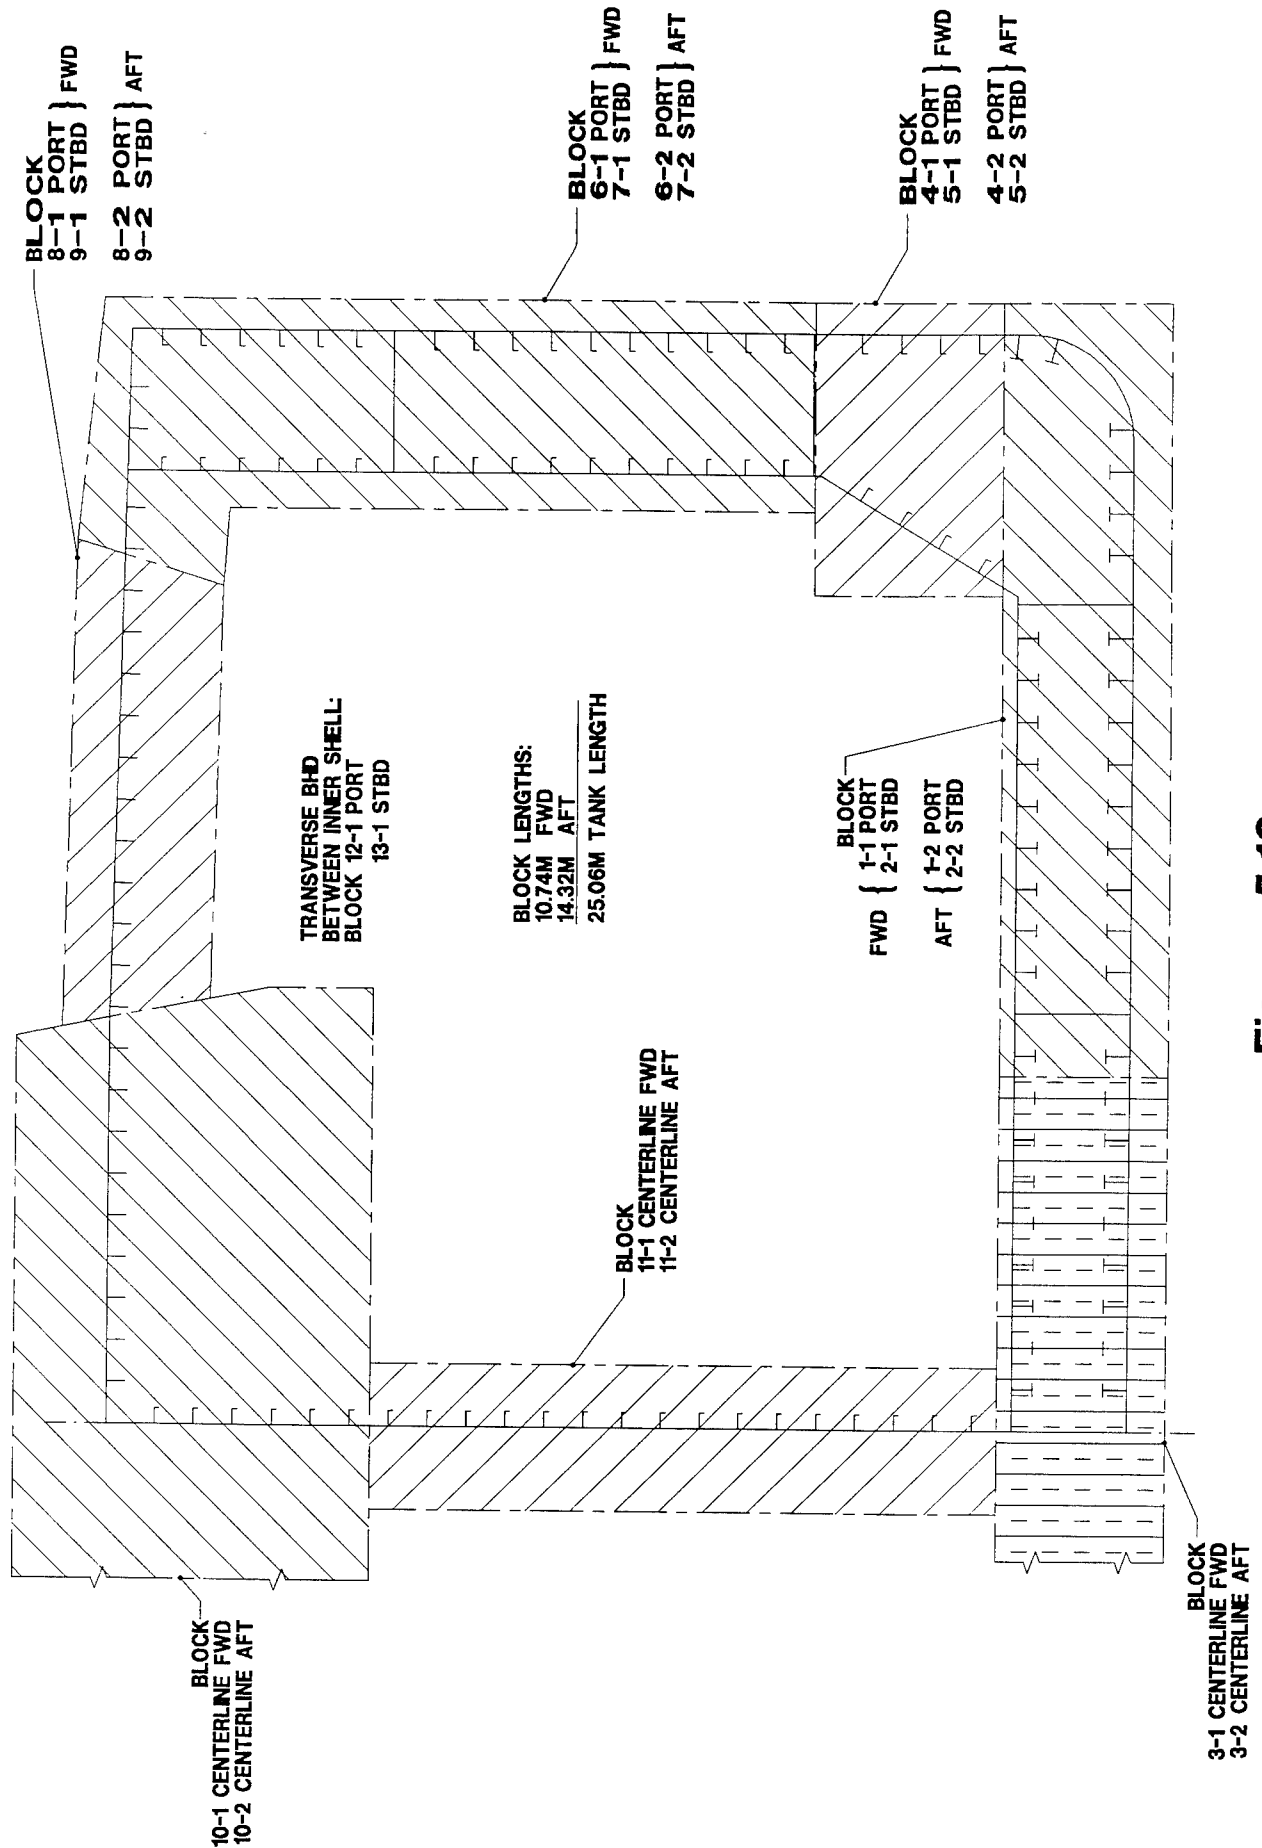 BLOCK
8-1 PORT } FWD
9-1 STBD
8-2 PORT } AFT
9-2 STBD
BLOCK
6-1 PORT } FWD
7-1 STBD
6-2 PORT } AFT
7-2 STBD
BLOCK
4-1 PORT } FWD
5-1 STBD
4-2 PORT } AFT
5-2 STBD
TRANSVERSE BHD
BETWEEN INNER SHELL:
BLOCK 12-1 PORT
13-1 STBD
BLOCK LENGTHS:
10.74M FWD
14.32M AFT
25.06M TANK LENGTH
BLOCK
FWD { 1-1 PORT
2-1 STBD
AFT { 1-2 PORT
2-2 STBD
BLOCK
11-1 CENTERLINE FWD
11-2 CENTERLINE AFT
BLOCK
10-1 CENTERLINE FWD
10-2 CENTERLINE AFT
BLOCK
3-1 CENTERLINE FWD
3-2 CENTERLINE AFT